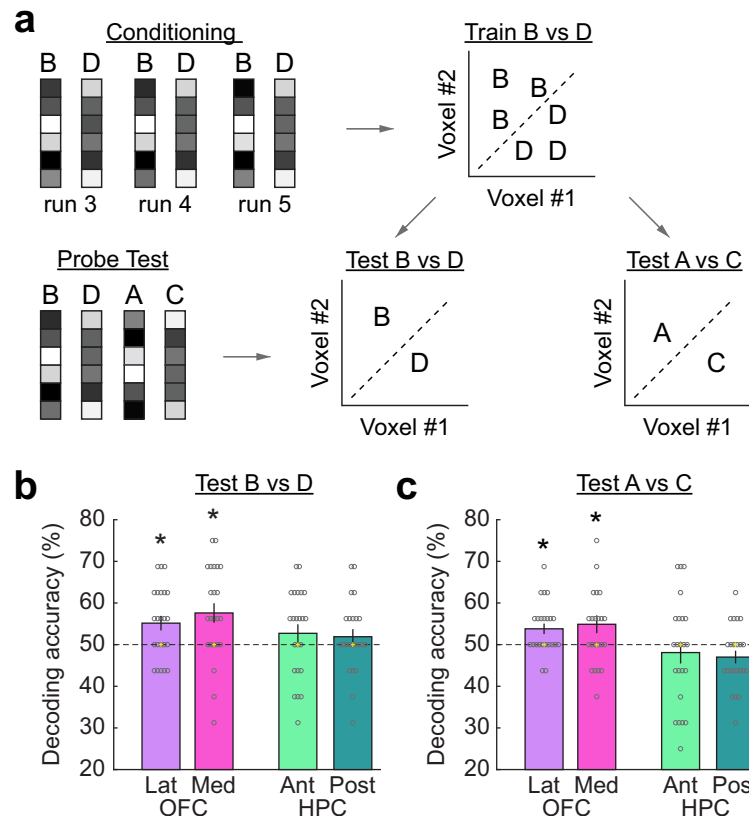 a
Conditioning
B D B D B D
run 3 run 4 run 5
Train B vs D
Voxel #2
B B
B D
D D
Voxel #1
Probe Test
B D A C
Test B vs D
Voxel #2
B
D
Voxel #1
Test A vs C
Voxel #2
A
C
Voxel #1
b
Test B vs D
Decoding accuracy (%)
80
70
60
50
40
30
20
* *
Lat Med Ant Post
OFC HPC
c
Test A vs C
Decoding accuracy (%)
80
70
60
50
40
30
20
* *
Lat Med Ant Post
OFC HPC